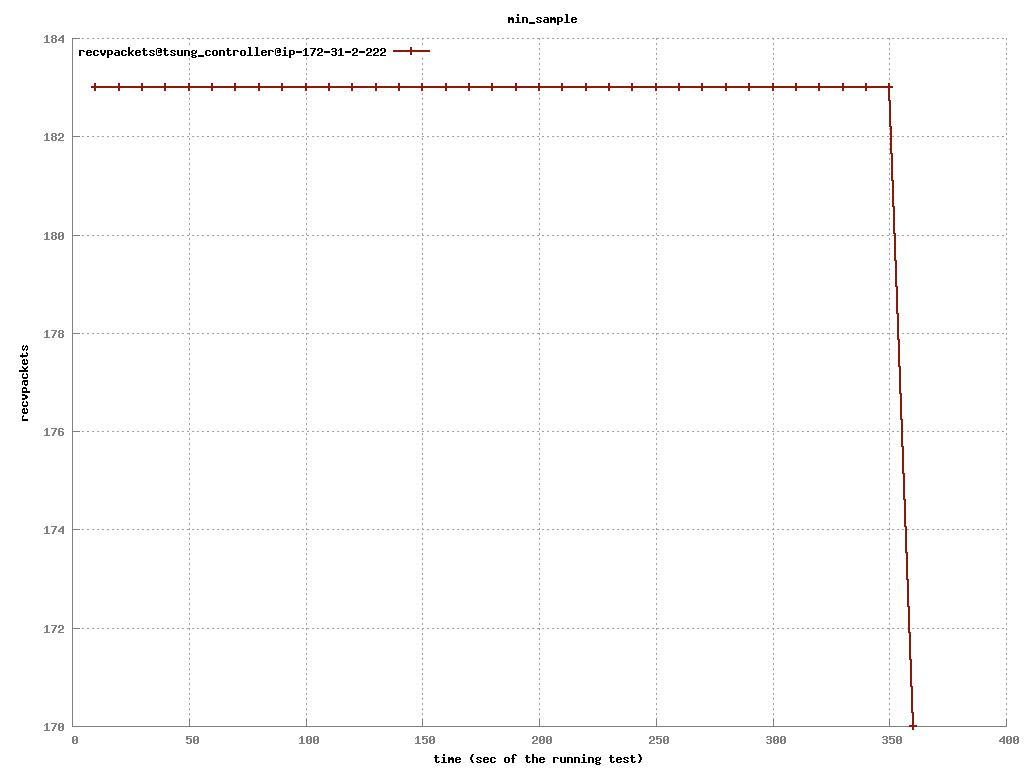 min_sample
184
recvpackets@tsung_controller@ip-172-31-2-222
182
180
178
recvpackets
176
174
172
170
0 50 100 150 200 250 300 350 400
time (sec of the running test)